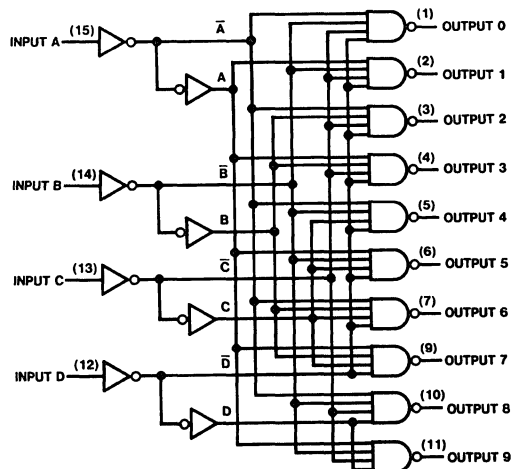 INPUT A (15)
A̅
A
INPUT B (14)
B̅
B
INPUT C (13)
C̅
C
INPUT D (12)
D̅
D
(1) OUTPUT 0
(2) OUTPUT 1
(3) OUTPUT 2
(4) OUTPUT 3
(5) OUTPUT 4
(6) OUTPUT 5
(7) OUTPUT 6
(9) OUTPUT 7
(10) OUTPUT 8
(11) OUTPUT 9